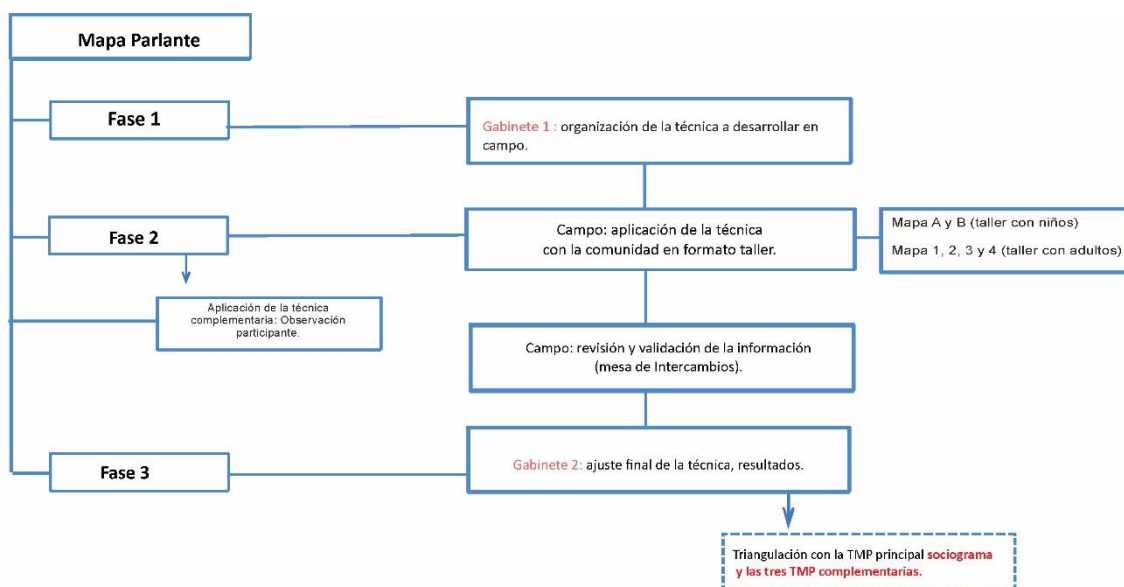 Mapa Parlante
Fase 1
Gabinete 1 : organización de la técnica a desarrollar en
campo.
Fase 2
Campo: aplicación de la técnica
con la comunidad en formato taller.
Mapa A y B (taller con niños)
Mapa 1, 2, 3 y 4 (taller con adultos)
Aplicación de la técnica
complementaria: Observación
participante.
Campo: revisión y validación de la información
(mesa de Intercambios).
Fase 3
Gabinete 2: ajuste final de la técnica, resultados.
Triangulación con la TMP principal sociograma
y las tres TMP complementarias.